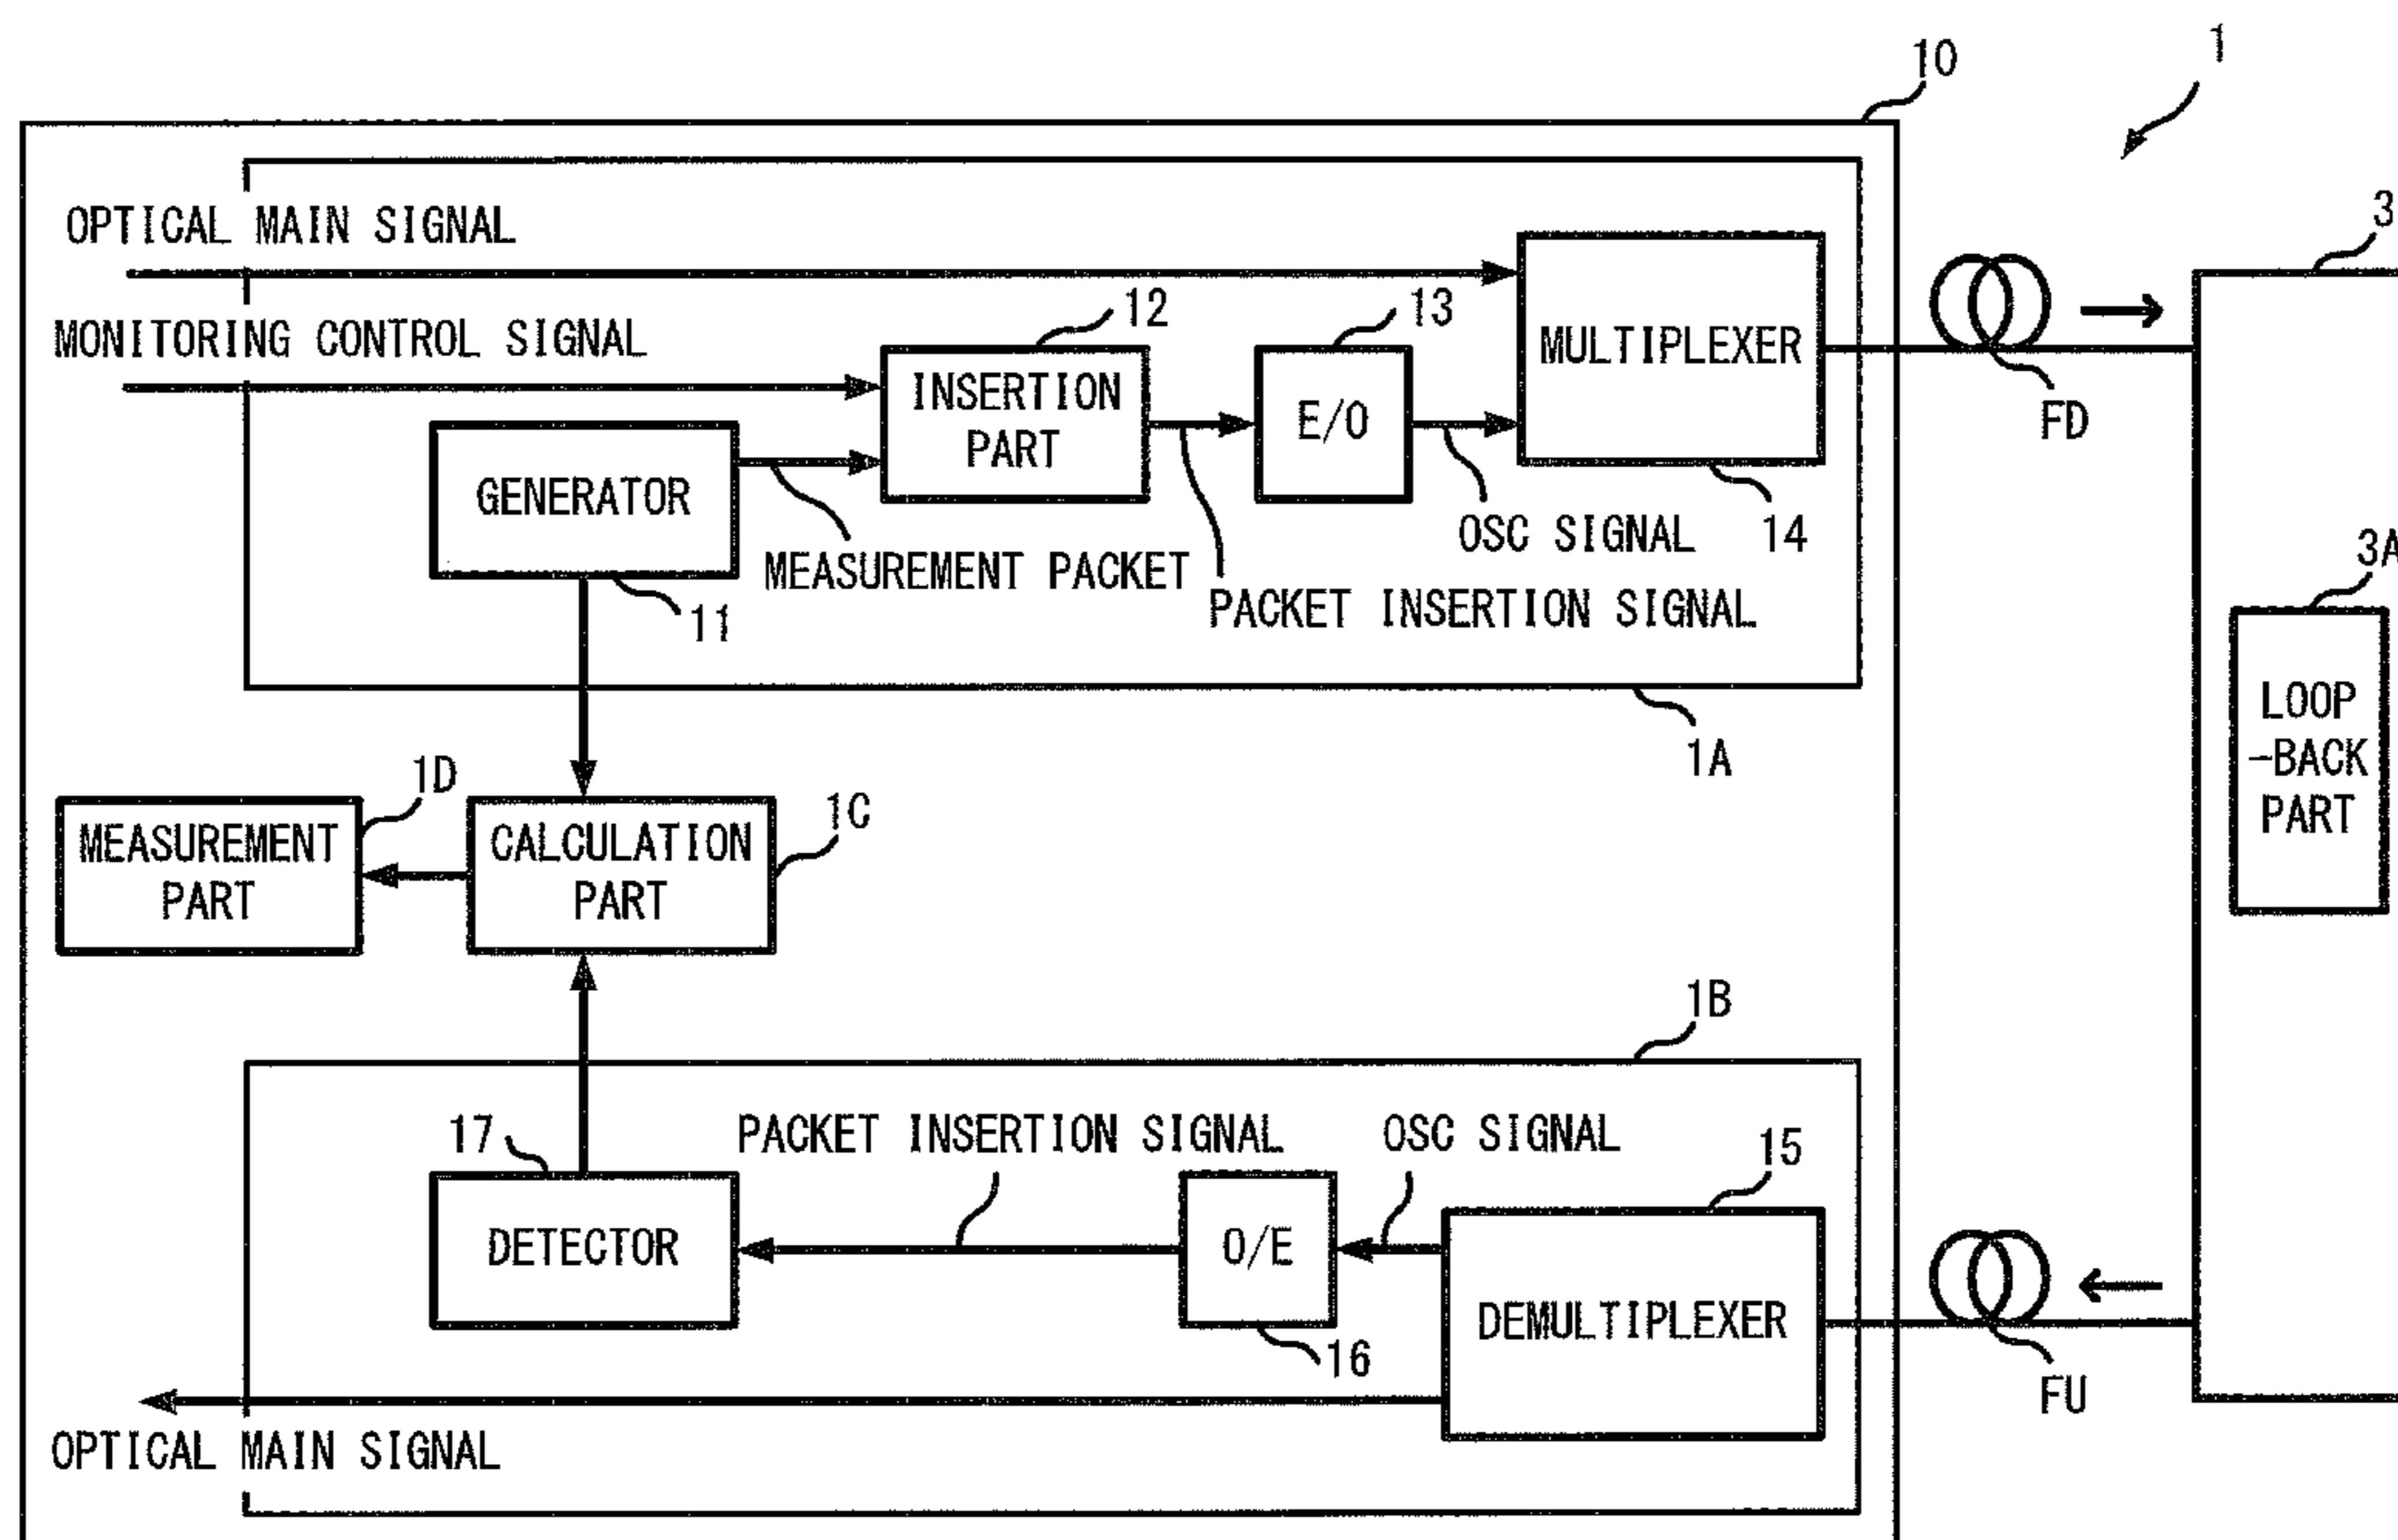 10
1
OPTICAL MAIN SIGNAL
3
12
13
MONITORING CONTROL SIGNAL
MULTIPLEXER
INSERTION
PART
E/O
FD
GENERATOR
OSC SIGNAL
14
3A
MEASUREMENT PACKET
11
PACKET INSERTION SIGNAL
LOOP
-BACK
PART
1A
1D
1C
MEASUREMENT
PART
CALCULATION
PART
1B
17
PACKET INSERTION SIGNAL
OSC SIGNAL
15
DETECTOR
O/E
DEMULTIPLEXER
16
FU
OPTICAL MAIN SIGNAL